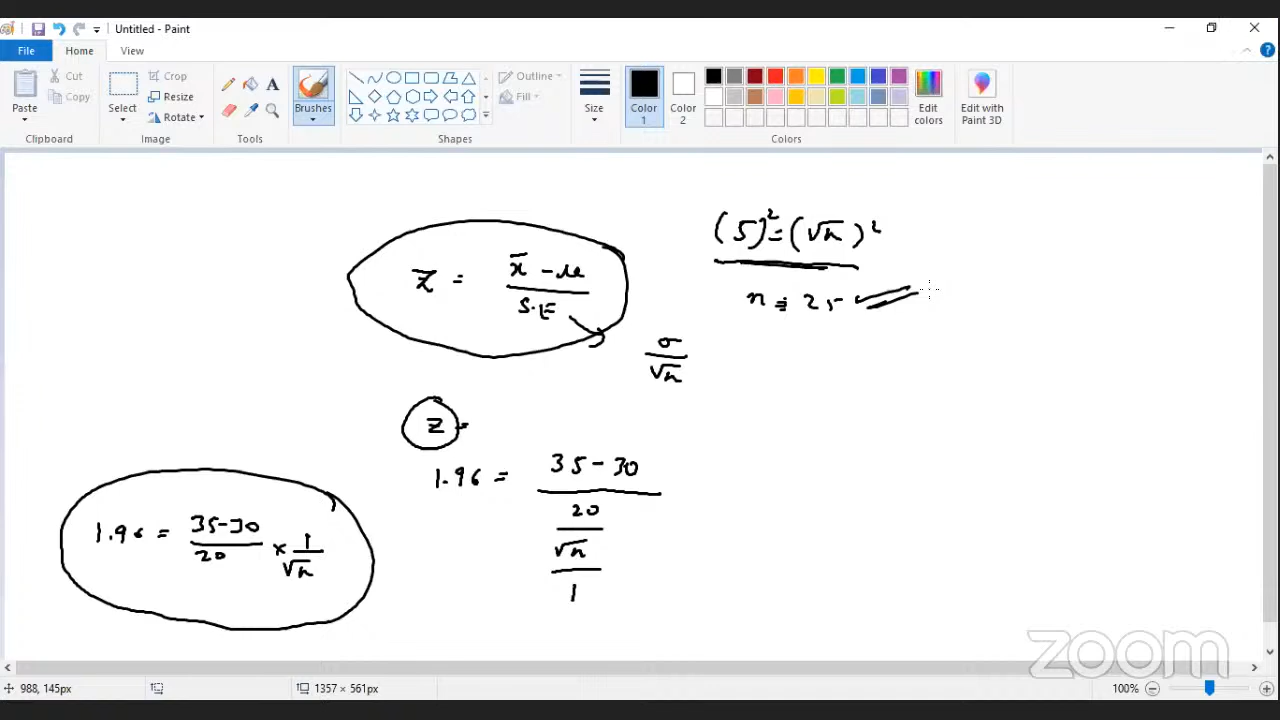 Untitled - Paint
File Home View
Paste
Cut
Copy
Clipboard
Select
Crop
Resize
Rotate
Image
Tools
Brushes
Shapes
Outline
Fill
Size
Color 1
Color 2
Colors
Edit colors
Edit with Paint 3D
Z = x̄ - μ / S.E
σ / √n
(5)² = (√n)²
n = 25
Z =
1.96 = 35 - 30 / 20 / √n / 1
1.96 = 35-30 / 20 × 1 / √n
zoom
988, 145px
1357 × 561px
100%